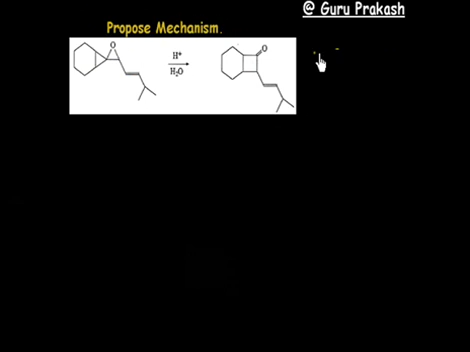 @ Guru Prakash
Propose Mechanism.
O
H⁺
H₂O
O